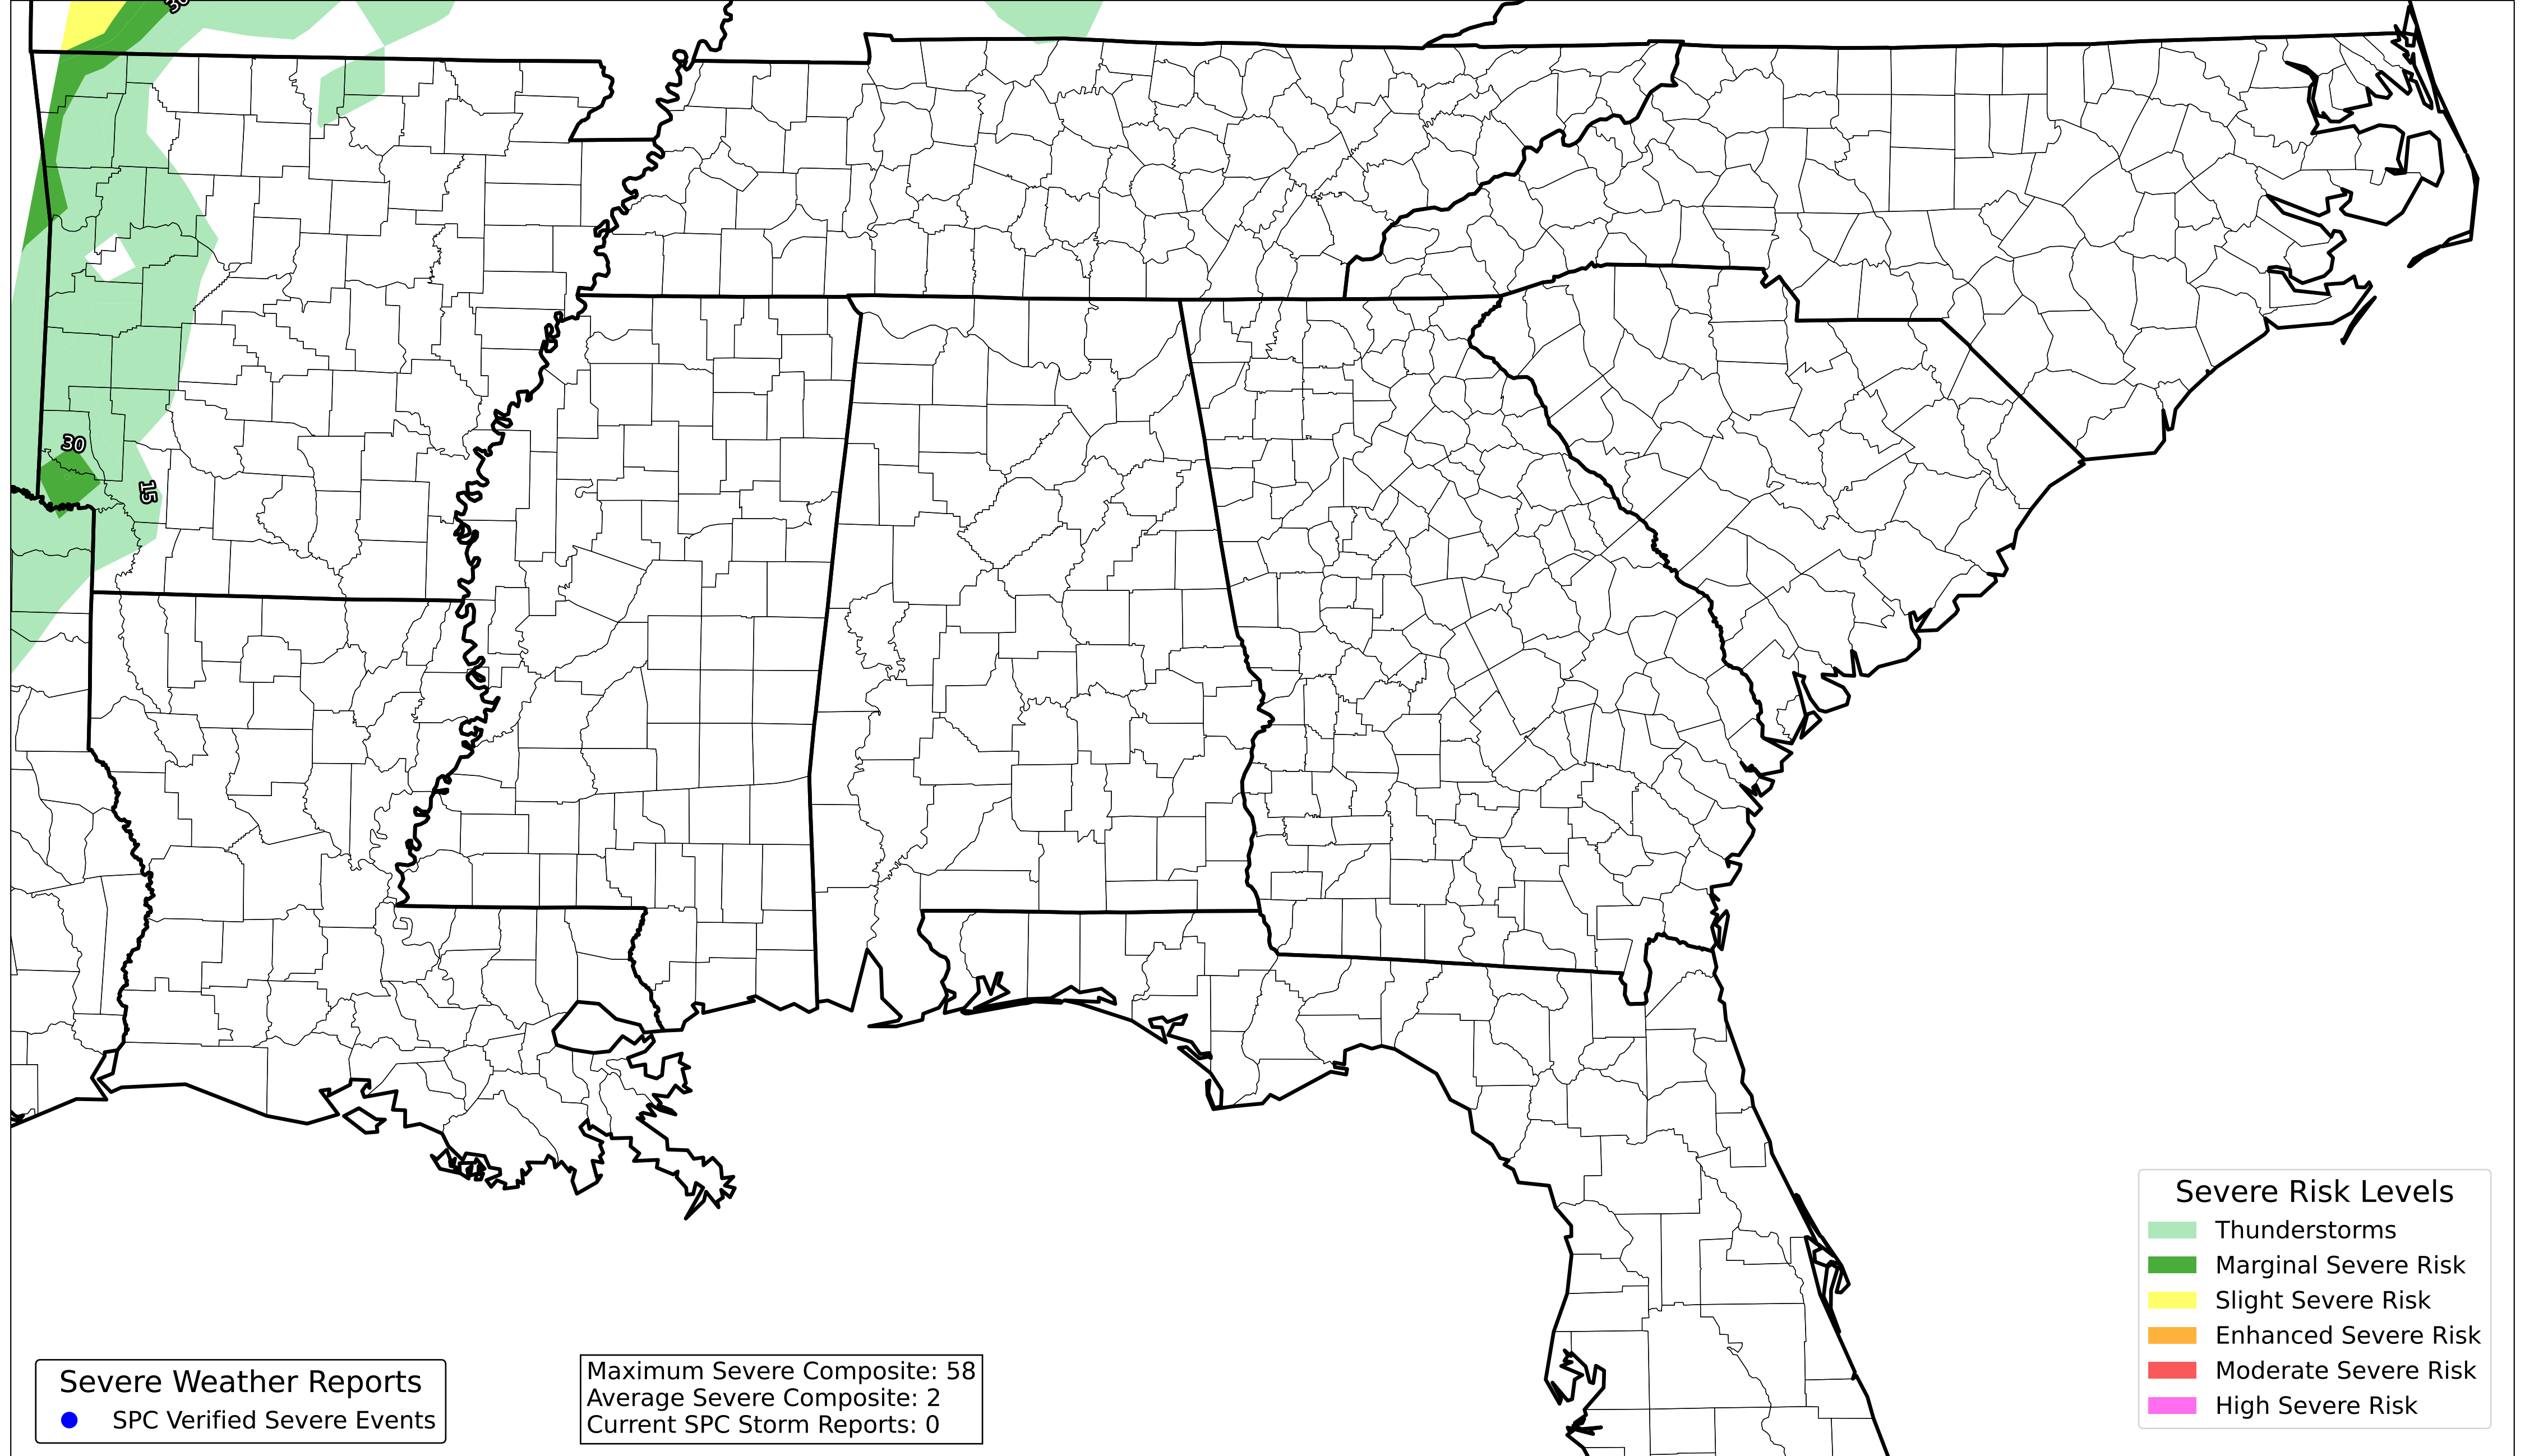 30
30
15
Severe Risk Levels
Thunderstorms
Marginal Severe Risk
Slight Severe Risk
Enhanced Severe Risk
Moderate Severe Risk
High Severe Risk
Severe Weather Reports
SPC Verified Severe Events
Maximum Severe Composite: 58
Average Severe Composite: 2
Current SPC Storm Reports: 0